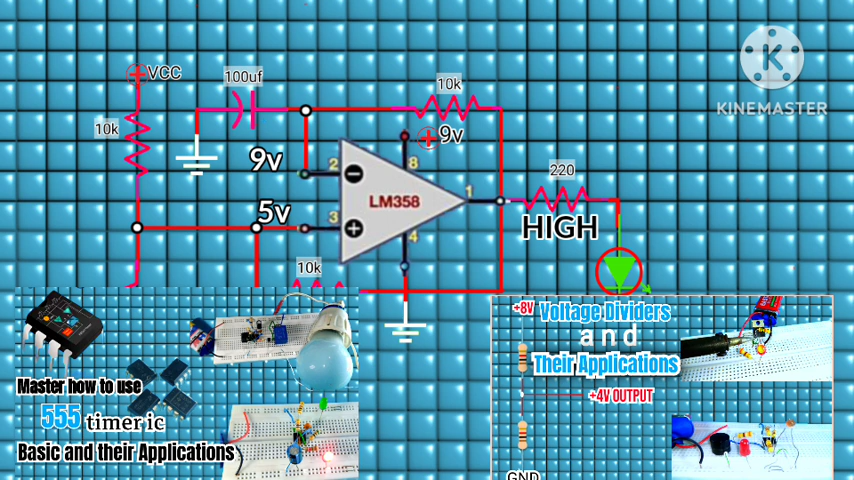 VCC
100uf
10k
KINEMASTER
10k
9v
9v
2
8
LM358
1
220
5v
3
4
HIGH
10k
+8V
Voltage Dividers
and
Their Applications
+4V OUTPUT
GND
Master how to use
555 timer ic
Basic and their Applications